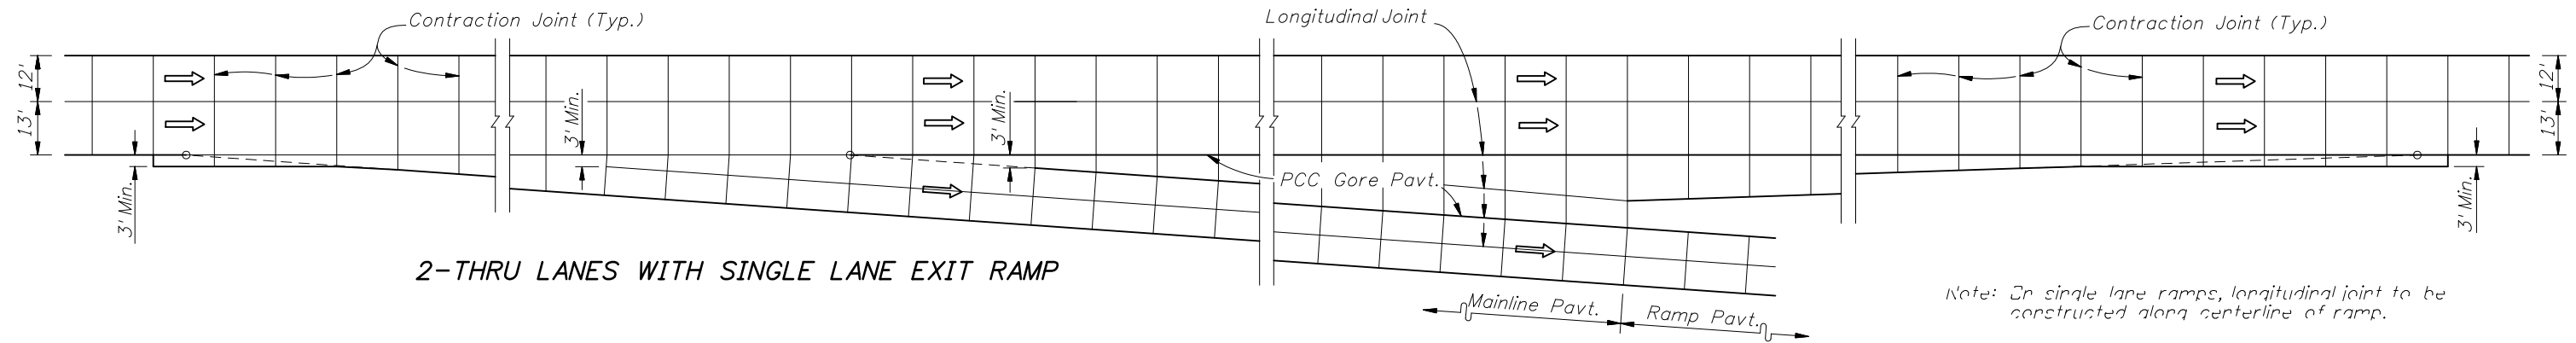 Contraction Joint (Typ.)
Longitudinal Joint
Contraction Joint (Typ.)
12'
13'
3' Min.
3' Min.
3' Min.
PCC Gore Pavt.
12'
13'
3' Min.
2-THRU LANES WITH SINGLE LANE EXIT RAMP
Mainline Pavt.
Ramp Pavt.
Note: On single lane ramps, longitudinal joint to be
constructed along centerline of ramp.